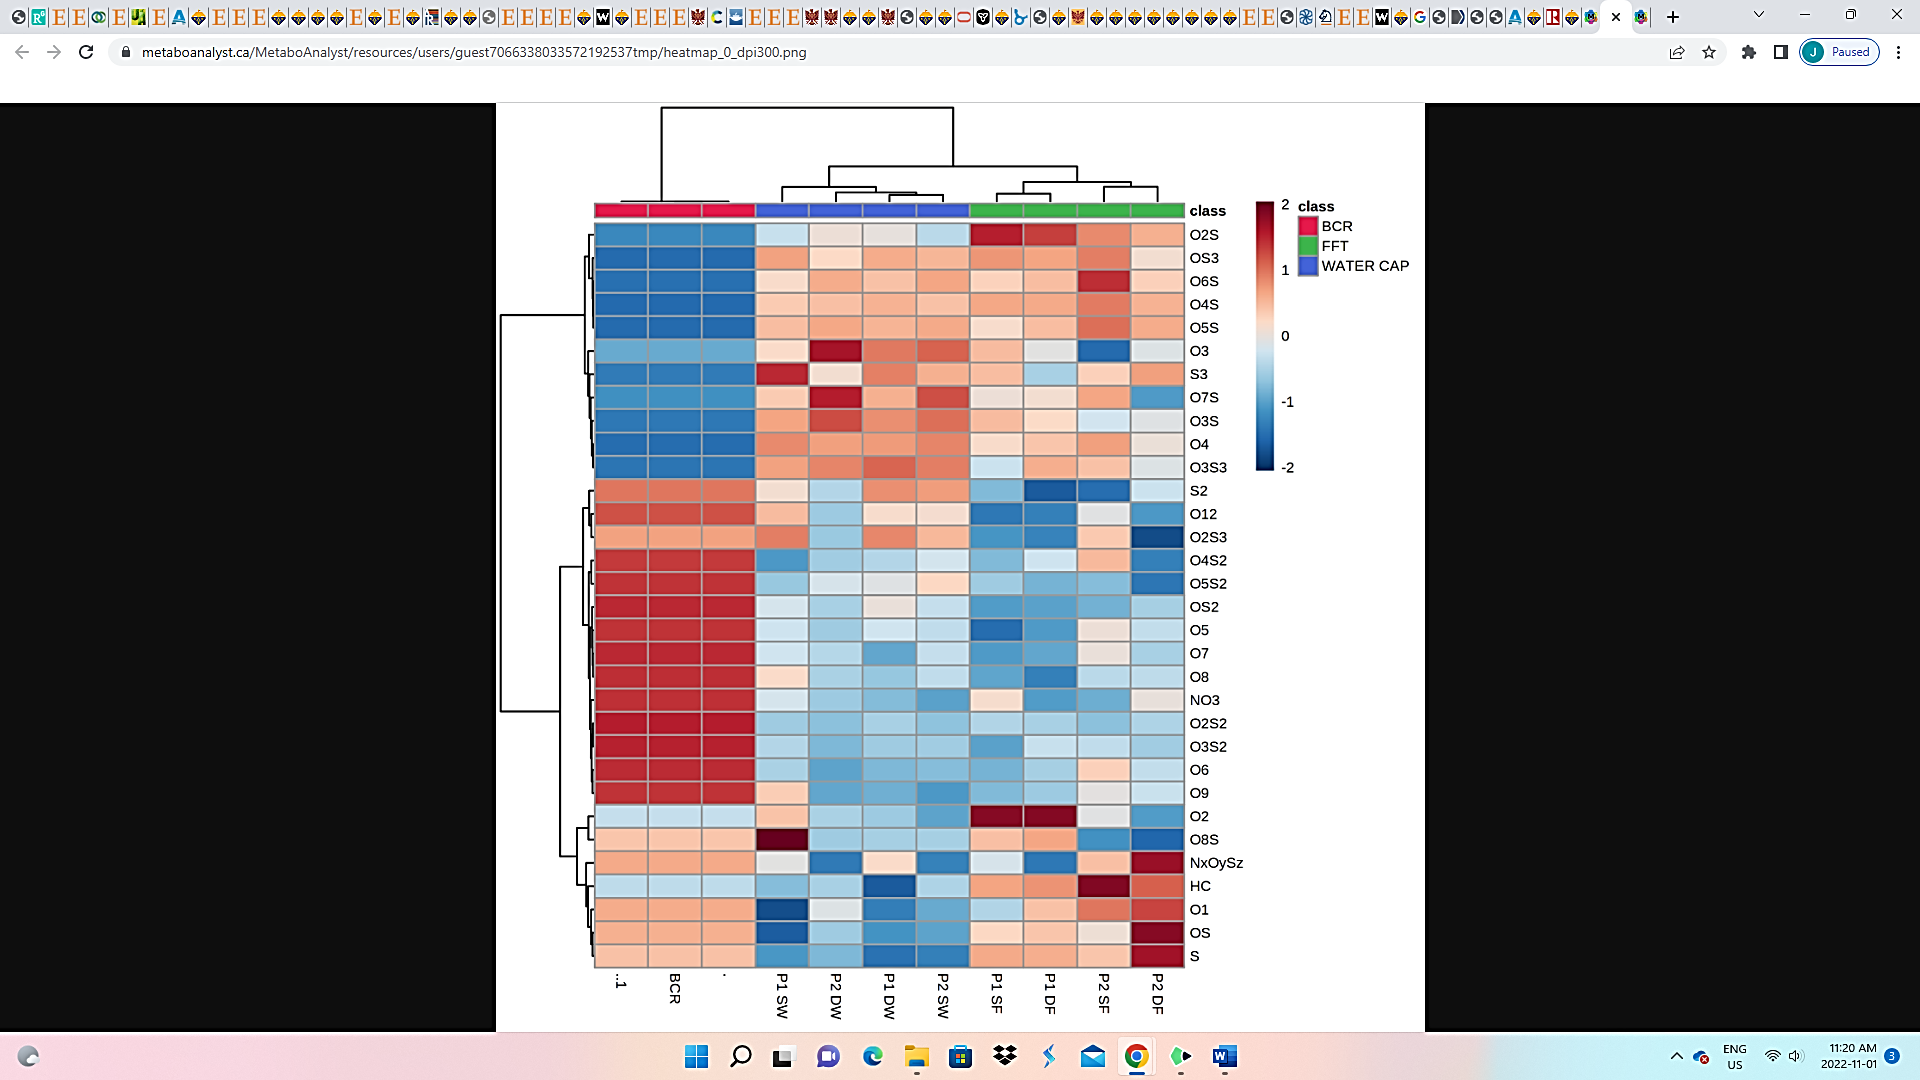 metaboanalyst.ca/MetaboAnalyst/resources/users/guest7066338033572192537tmp/heatmap_0_dpi300.png
J Paused
class
2
1
0
-1
-2
class
BCR
FFT
WATER CAP
O2S
OS3
O6S
O4S
O5S
O3
S3
O7S
O3S
O4
O3S3
S2
O12
O2S3
O4S2
O5S2
OS2
O5
O7
O8
NO3
O2S2
O3S2
O6
O9
O2
O8S
NxOySz
HC
O1
OS
S
..1
BCR
.
P1 SW
P2 DW
P1 DW
P2 SW
P1 SF
P1 DF
P2 SF
P2 DF
ENG
US
11:20 AM
2022-11-01
3